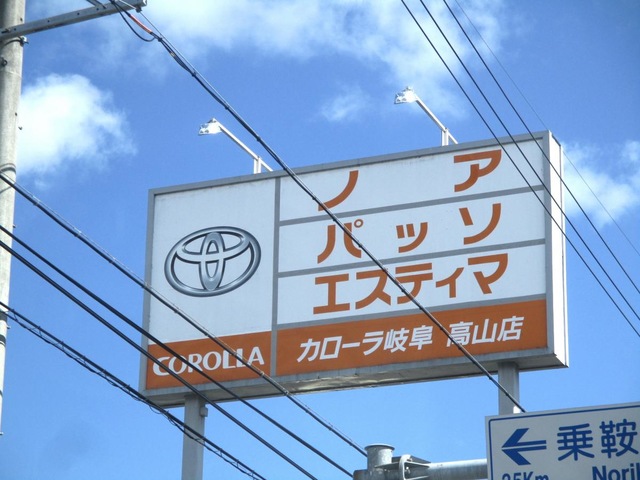 ノア
パッソ
エスティマ
COROLLA
カローラ岐阜 高山店
乗鞍
25Km